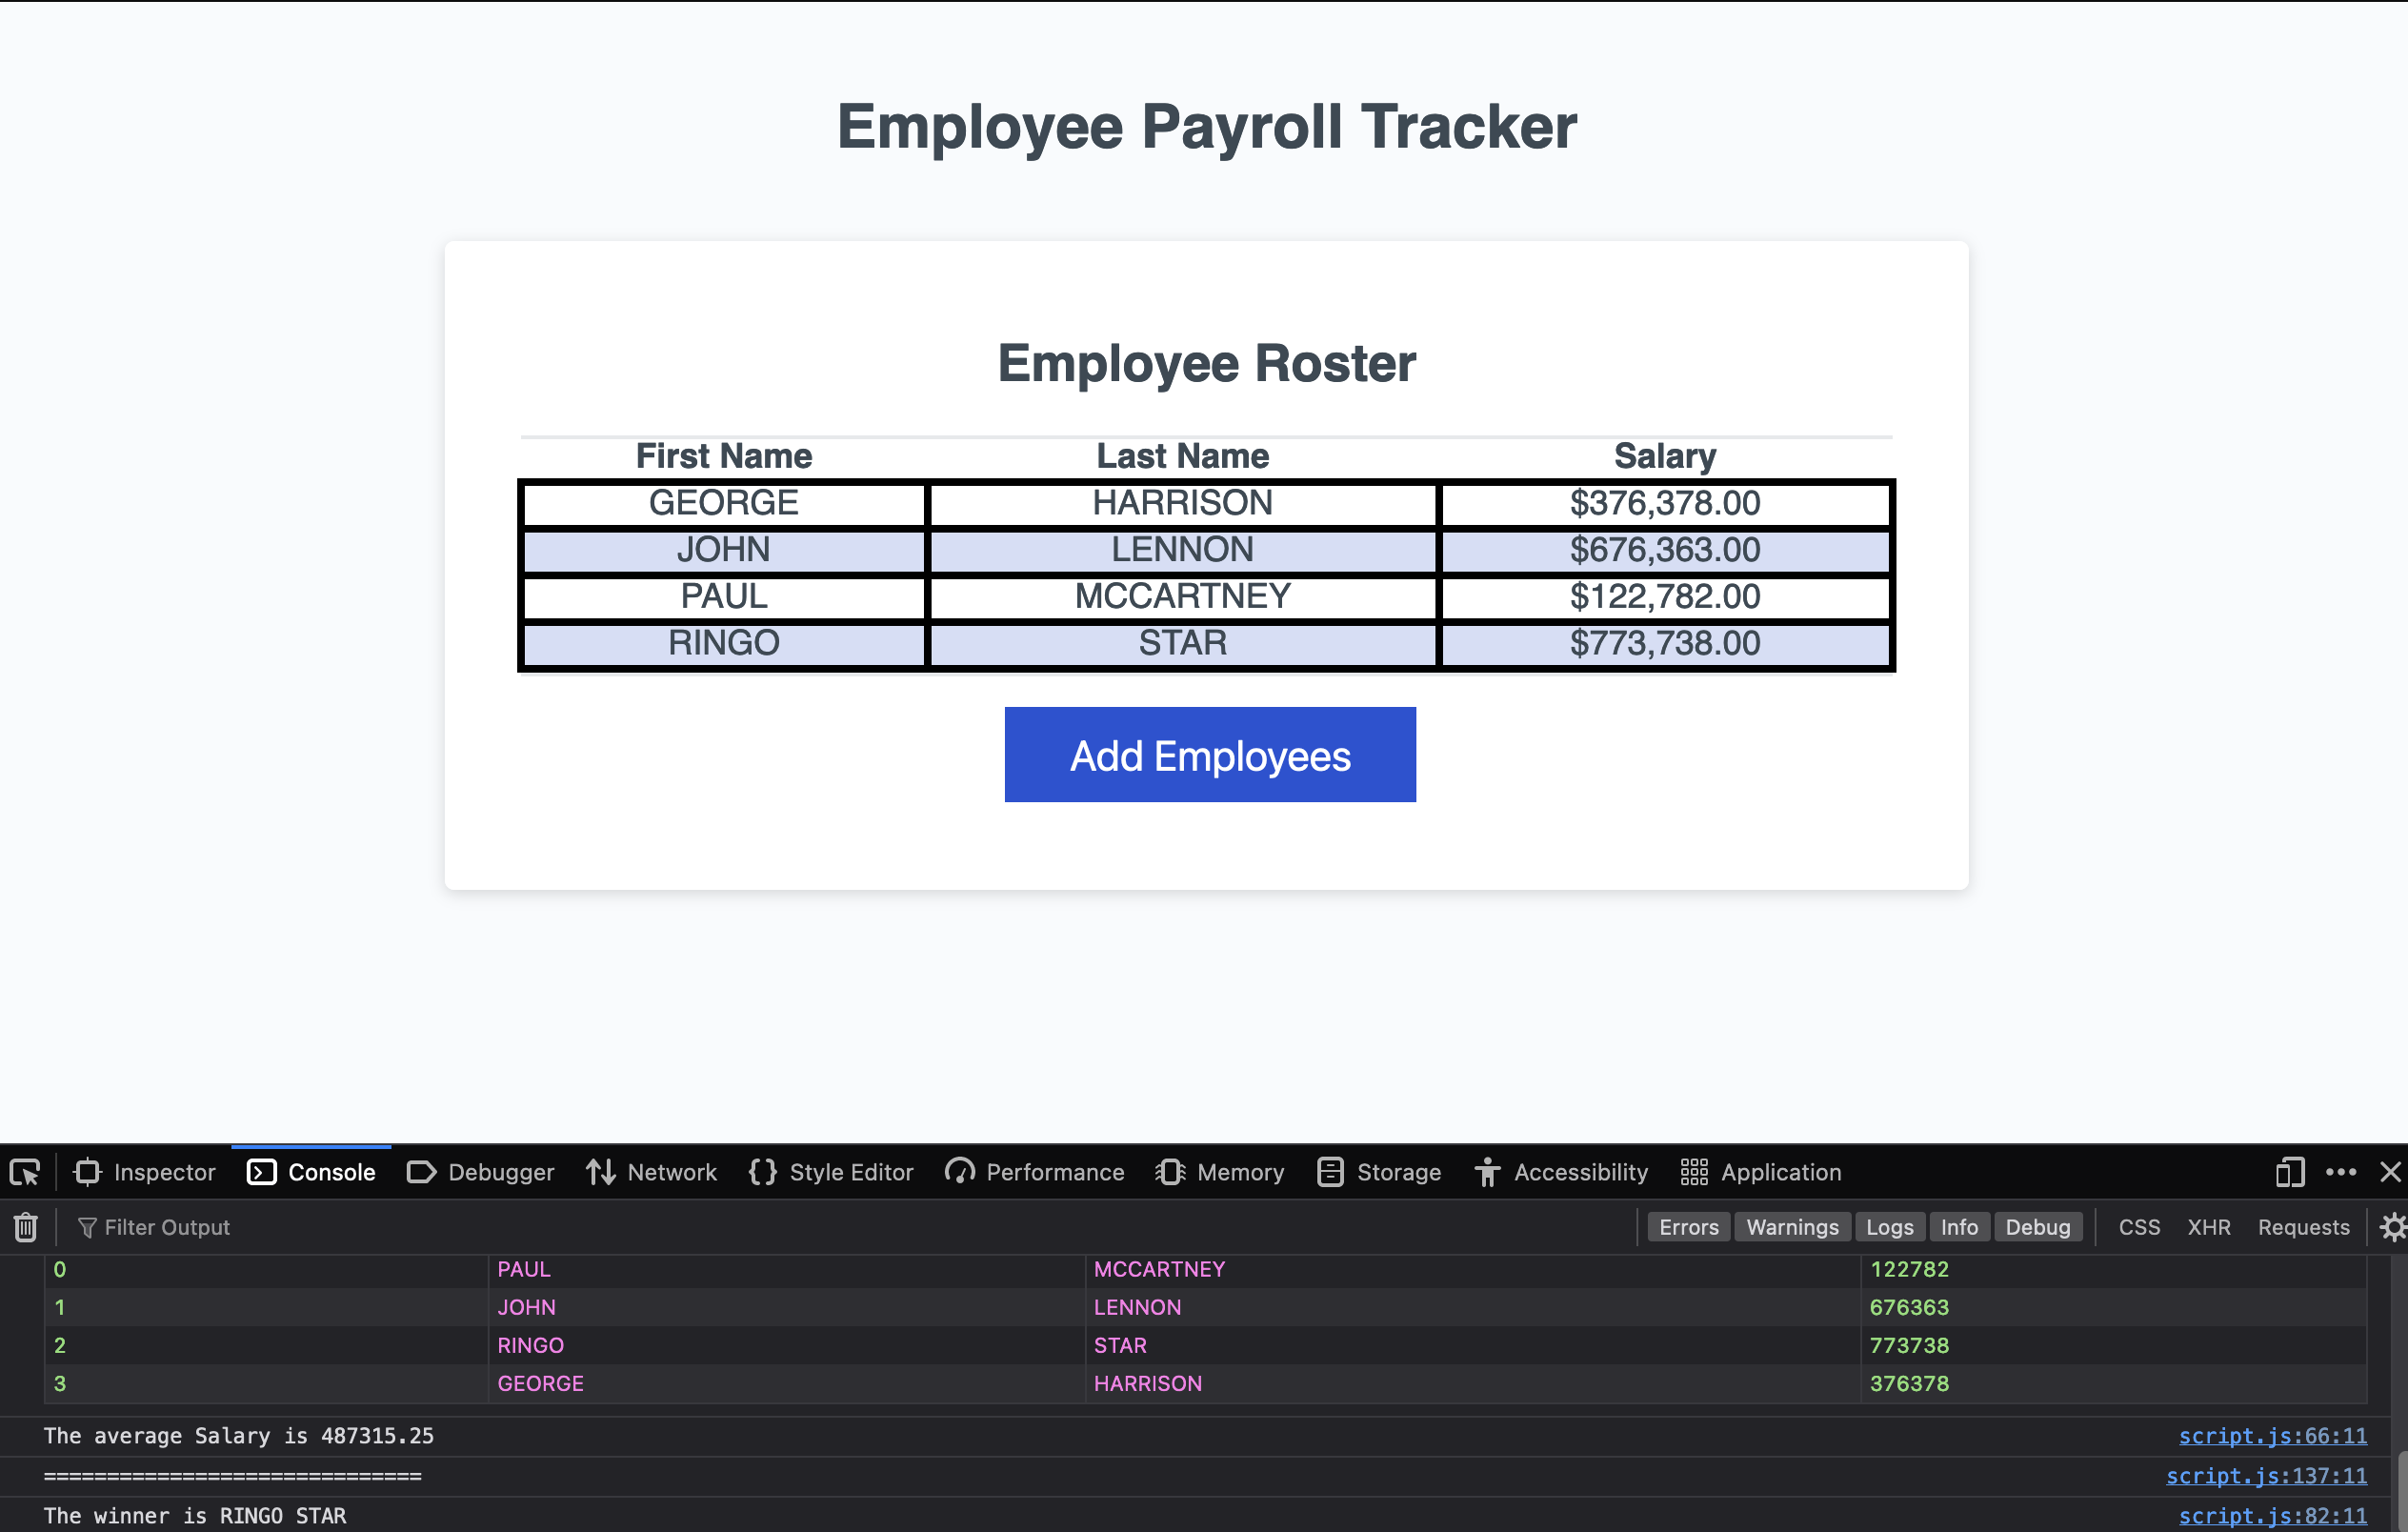 Employee Payroll Tracker
Employee Roster
First Name Last Name Salary
GEORGE HARRISON $376,378.00
JOHN LENNON $676,363.00
PAUL MCCARTNEY $122,782.00
RINGO STAR $773,738.00
Add Employees
Inspector Console Debugger Network Style Editor Performance Memory Storage Accessibility Application
Filter Output Errors Warnings Logs Info Debug CSS XHR Requests
0 PAUL MCCARTNEY 122782
1 JOHN LENNON 676363
2 RINGO STAR 773738
3 GEORGE HARRISON 376378
The average Salary is 487315.25 script.js:66:11
============================== script.js:137:11
The winner is RINGO STAR script.js:82:11